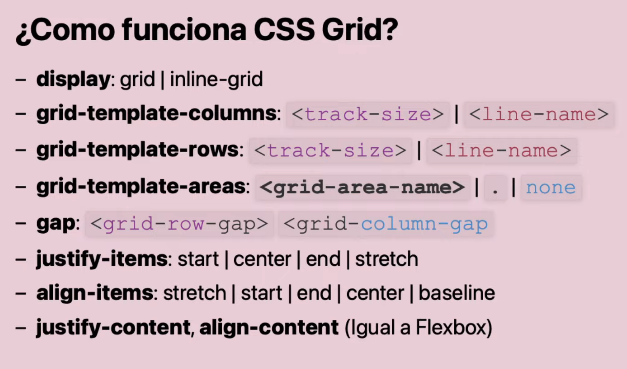 ¿Como funciona CSS Grid?
– display: grid | inline-grid
– grid-template-columns: <track-size> | <line-name>
– grid-template-rows: <track-size> | <line-name>
– grid-template-areas: <grid-area-name> | . | none
– gap: <grid-row-gap> <grid-column-gap
– justify-items: start | center | end | stretch
– align-items: stretch | start | end | center | baseline
– justify-content, align-content (Igual a Flexbox)